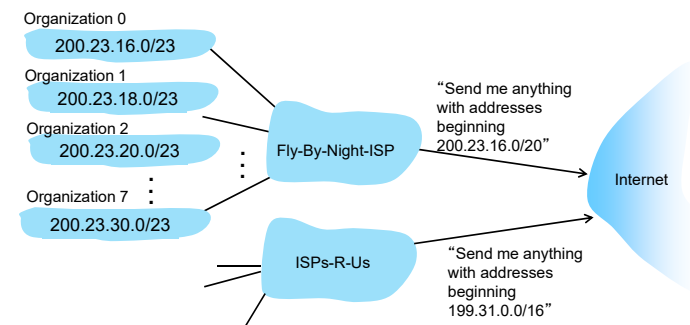 Organization 0
200.23.16.0/23
Organization 1
200.23.18.0/23
Organization 2
200.23.20.0/23
Organization 7
200.23.30.0/23
Fly-By-Night-ISP
“Send me anything
with addresses
beginning
200.23.16.0/20”
Internet
ISPs-R-Us
“Send me anything
with addresses
beginning
199.31.0.0/16”